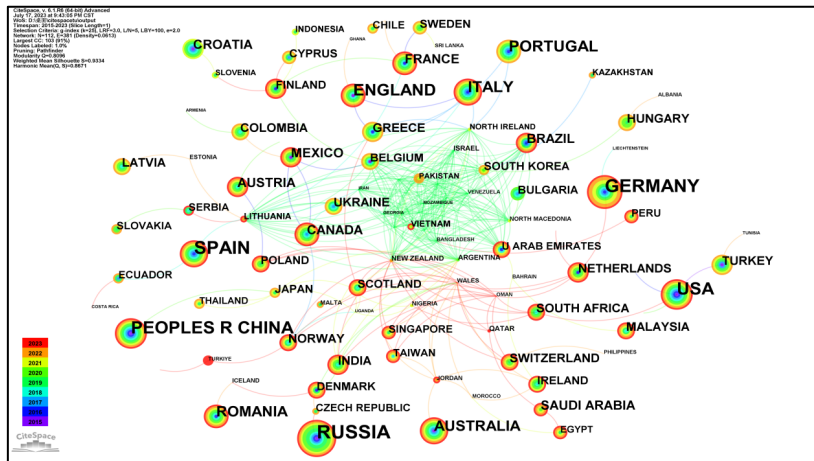 CiteSpace, v. 6.1.R6 (64-bit) Advanced
July 17, 2023 at 9:43:05 PM CST
Timespan: 2015-2023 (Slice Length=1)
Selection Criteria: g-index (k=25), LRF=3.0, L/N=5, LBY=100, e=2.0
Network: N=112, E=381 (Density=0.0613)
Largest CC: 103 (91%)
Nodes Labeled: 1.0%
Pruning: Pathfinder
Modularity Q=0.8096
Weighted Mean Silhouette S=0.9334
Harmonic Mean(Q, S)=0.8671
INDONESIA
CHILE
SWEDEN
GHANA
CROATIA
CYPRUS
FRANCE
SRI LANKA
PORTUGAL
SLOVENIA
FINLAND
ENGLAND
ITALY
KAZAKHSTAN
ALBANIA
ARMENIA
COLOMBIA
GREECE
NORTH IRELAND
HUNGARY
MEXICO
BRAZIL
ISRAEL
LIECHTENSTEIN
LATVIA
ESTONIA
BELGIUM
SOUTH KOREA
AUSTRIA
IRAN
PAKISTAN
VENEZUELA
BULGARIA
GERMANY
SERBIA
LITHUANIA
UKRAINE
MOZAMBIQUE
GEORGIA
NORTH MACEDONIA
PERU
SLOVAKIA
CANADA
VIETNAM
BANGLADESH
TUNISIA
SPAIN
POLAND
NEW ZEALAND
ARGENTINA
U ARAB EMIRATES
NETHERLANDS
TURKEY
ECUADOR
SCOTLAND
WALES
BAHRAIN
USA
COSTA RICA
THAILAND
JAPAN
MALTA
UGANDA
NIGERIA
OMAN
SOUTH AFRICA
PEOPLES R CHINA
NORWAY
SINGAPORE
QATAR
MALAYSIA
TURKIYE
INDIA
TAIWAN
SWITZERLAND
PHILIPPINES
ICELAND
DENMARK
JORDAN
IRELAND
ROMANIA
CZECH REPUBLIC
MOROCCO
SAUDI ARABIA
RUSSIA
AUSTRALIA
EGYPT
2023
2022
2021
2020
2019
2018
2017
2016
2015
CiteSpace